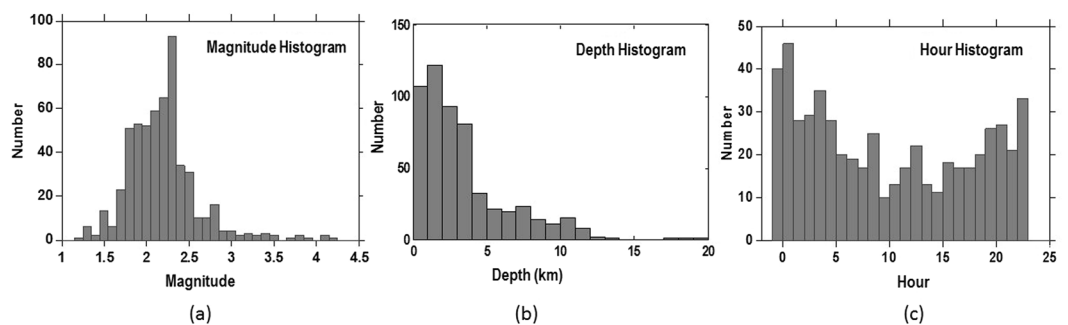 Magnitude Histogram
100
80
60
40
20
0
Number
1 1.5 2 2.5 3 3.5 4 4.5
Magnitude
(a)
Depth Histogram
150
100
50
0
Number
0 5 10 15 20
Depth (km)
(b)
Hour Histogram
50
40
30
20
10
0
Number
0 5 10 15 20 25
Hour
(c)